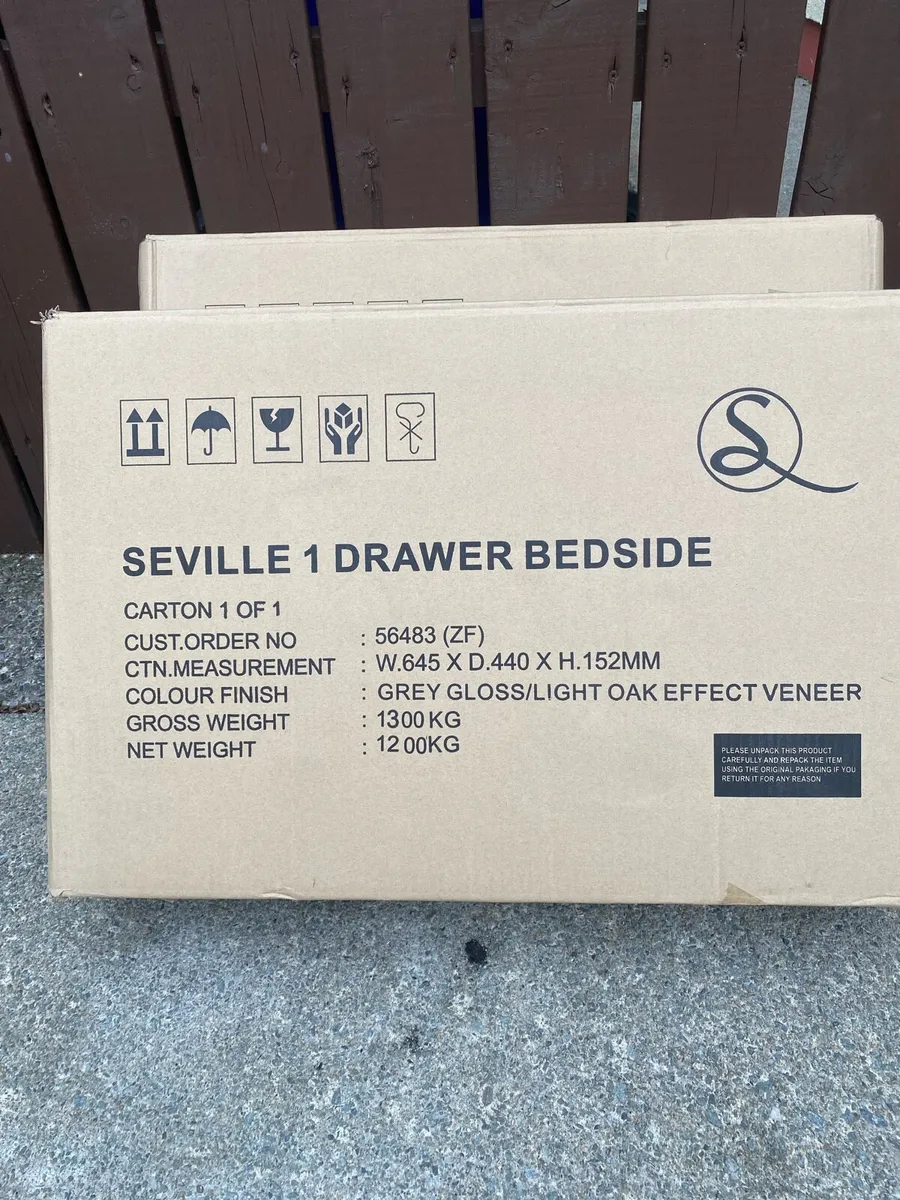 SEVILLE 1 DRAWER BEDSIDE
CARTON 1 OF 1
CUST.ORDER NO : 56483 (ZF)
CTN.MEASUREMENT : W.645 X D.440 X H.152MM
COLOUR FINISH : GREY GLOSS/LIGHT OAK EFFECT VENEER
GROSS WEIGHT : 1300 KG
NET WEIGHT : 1200KG
PLEASE UNPACK THIS PRODUCT
CAREFULLY AND REPACK THE ITEM
USING THE ORIGINAL PAKAGING IF YOU
RETURN IT FOR ANY REASON